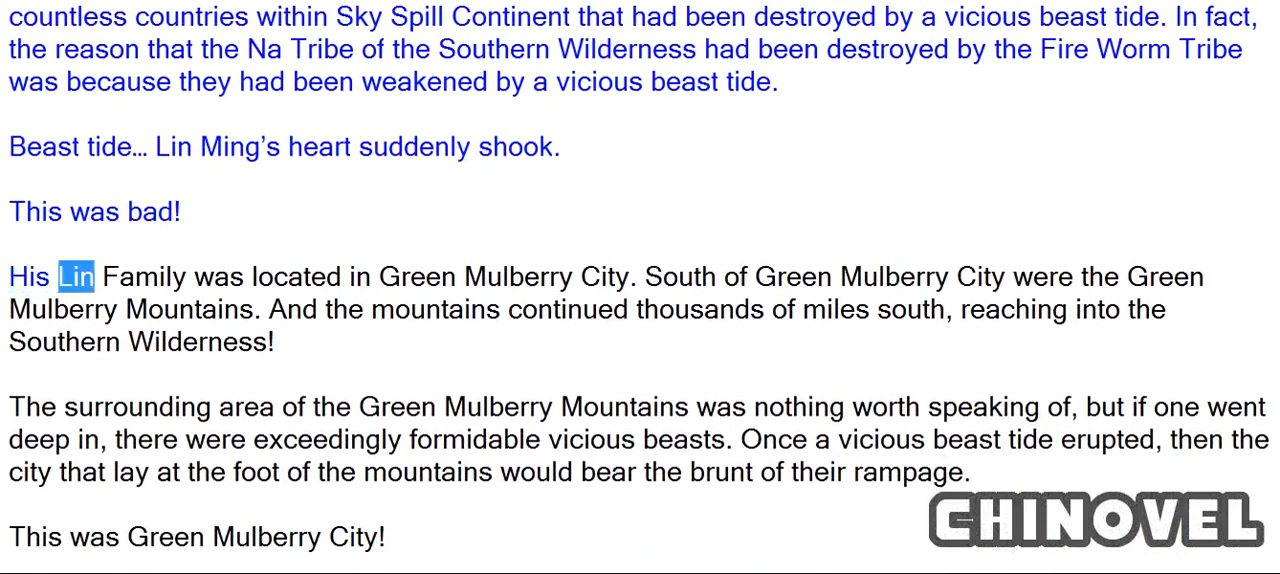 countless countries within Sky Spill Continent that had been destroyed by a vicious beast tide. In fact,
the reason that the Na Tribe of the Southern Wilderness had been destroyed by the Fire Worm Tribe
was because they had been weakened by a vicious beast tide.
Beast tide… Lin Ming’s heart suddenly shook.
This was bad!
His Lin Family was located in Green Mulberry City. South of Green Mulberry City were the Green
Mulberry Mountains. And the mountains continued thousands of miles south, reaching into the
Southern Wilderness!
The surrounding area of the Green Mulberry Mountains was nothing worth speaking of, but if one went
deep in, there were exceedingly formidable vicious beasts. Once a vicious beast tide erupted, then the
city that lay at the foot of the mountains would bear the brunt of their rampage.
CHINOVEL
This was Green Mulberry City!